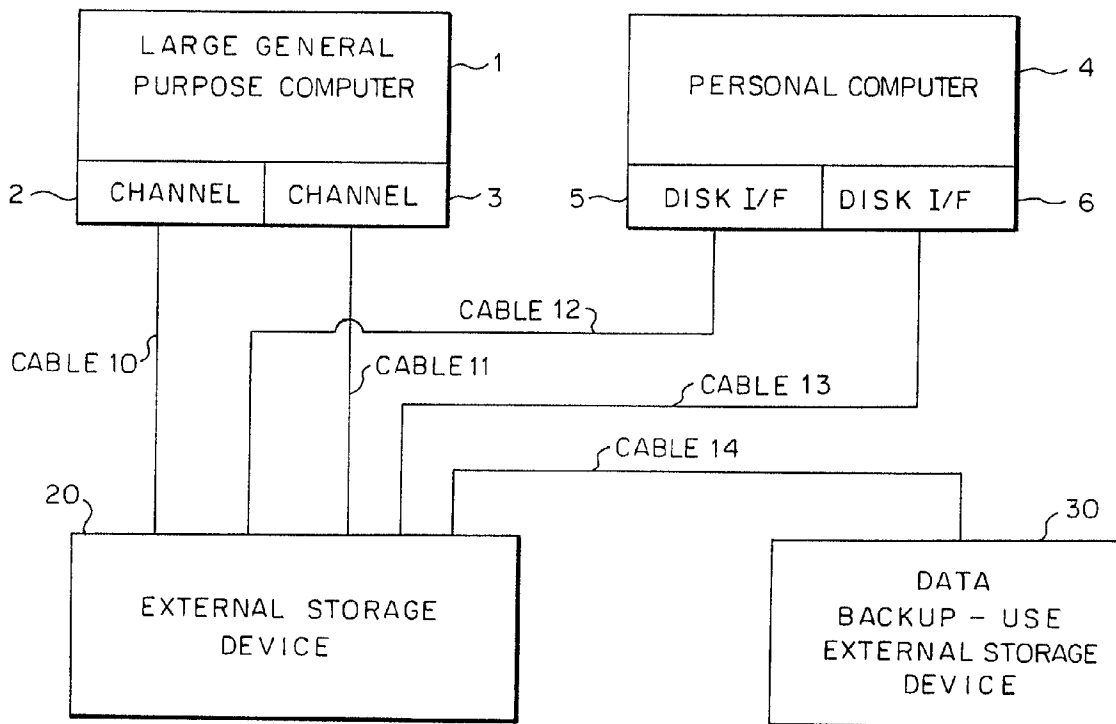 LARGE GENERAL
PURPOSE COMPUTER
1
2
CHANNEL
CHANNEL
3
PERSONAL COMPUTER
4
5
DISK I/F
DISK I/F
6
CABLE 12
CABLE 10
CABLE 11
CABLE 13
CABLE 14
20
EXTERNAL STORAGE
DEVICE
30
DATA
BACKUP - USE
EXTERNAL STORAGE
DEVICE